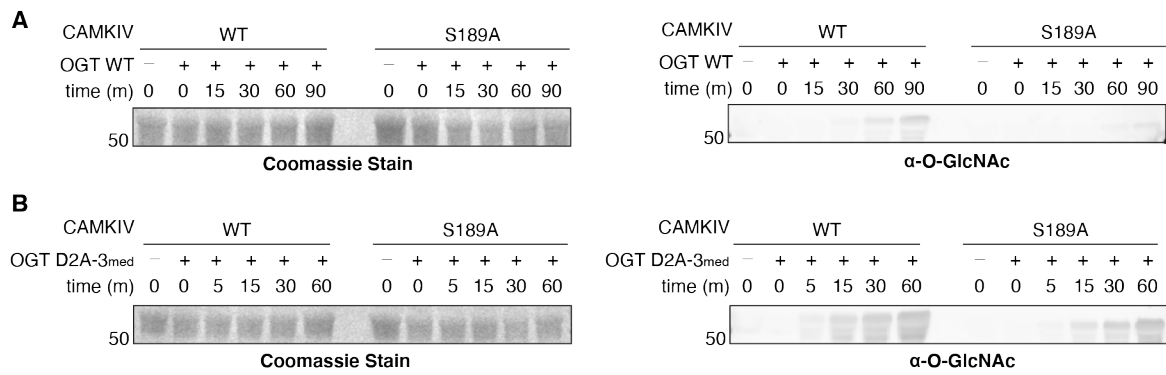 A
CAMKIV WT S189A
OGT WT – + + + + + – + + + + +
time (m) 0 0 15 30 60 90 0 0 15 30 60 90
50
Coomassie Stain
CAMKIV WT S189A
OGT WT – + + + + + – + + + + +
time (m) 0 0 15 30 60 90 0 0 15 30 60 90
50
α-O-GlcNAc
B
CAMKIV WT S189A
OGT D2A-3med – + + + + + – + + + + +
time (m) 0 0 5 15 30 60 0 0 5 15 30 60
50
Coomassie Stain
CAMKIV WT S189A
OGT D2A-3med – + + + + + – + + + + +
time (m) 0 0 5 15 30 60 0 0 5 15 30 60
50
α-O-GlcNAc